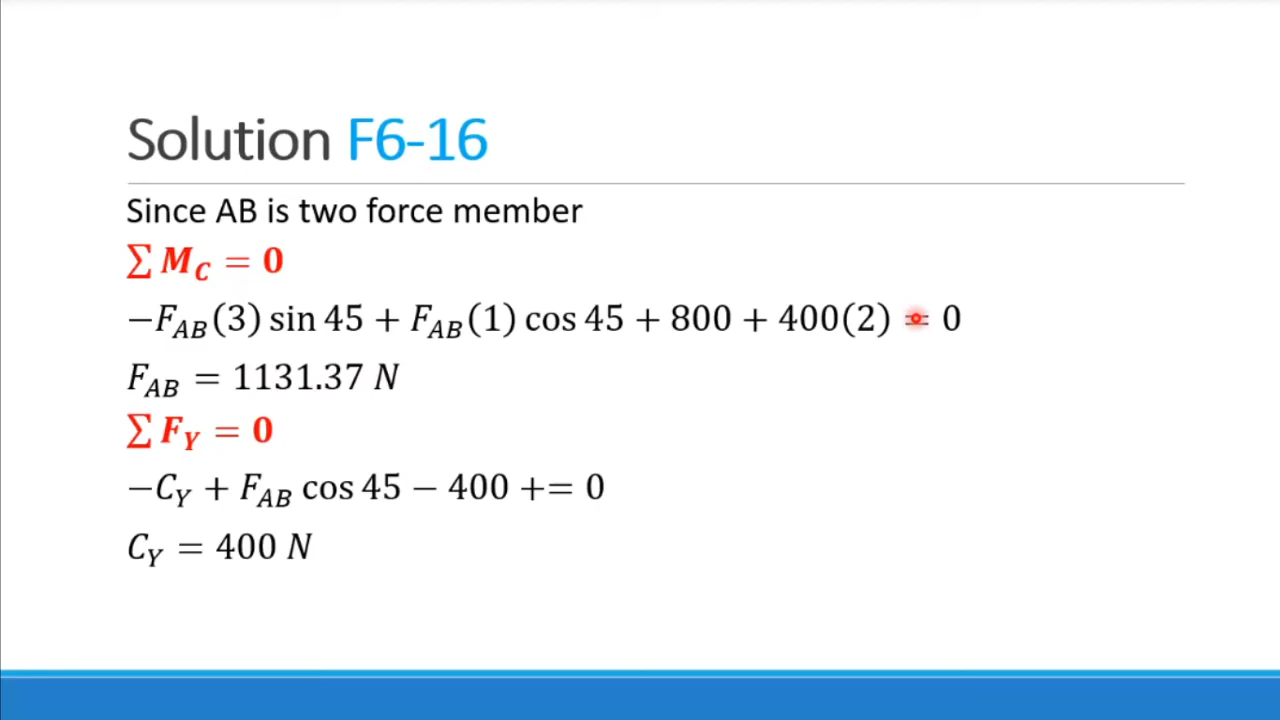 Solution F6-16
Since AB is two force member
∑ M_C = 0
−F_AB(3) sin 45 + F_AB(1) cos 45 + 800 + 400(2) = 0
F_AB = 1131.37 N
∑ F_Y = 0
−C_Y + F_AB cos 45 − 400 += 0
C_Y = 400 N